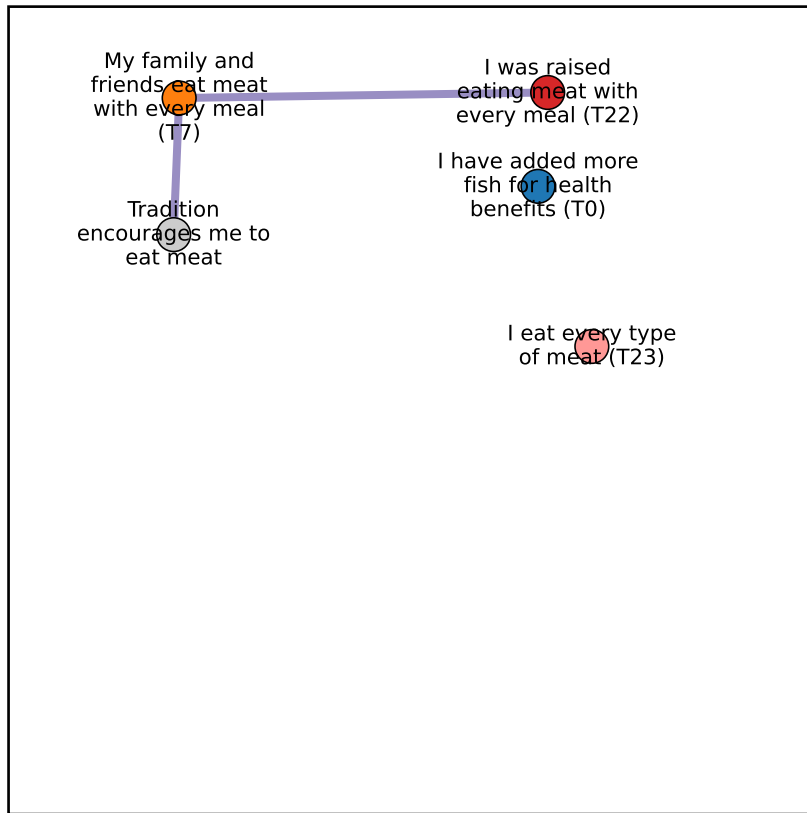 My family and
friends eat meat
with every meal
(T7)
I was raised
eating meat with
every meal (T22)
I have added more
fish for health
benefits (T0)
Tradition
encourages me to
eat meat
I eat every type
of meat (T23)